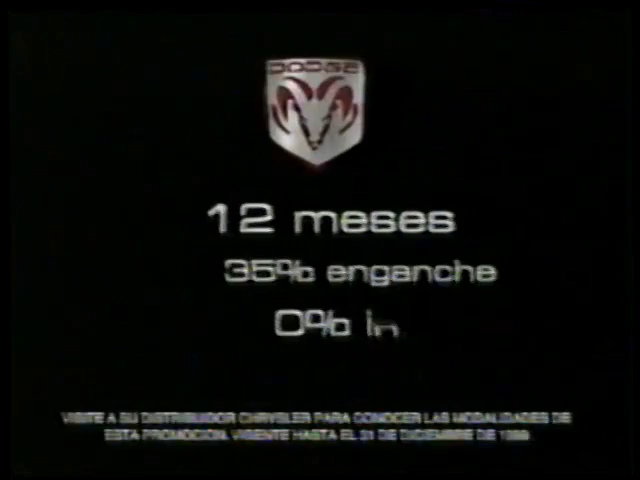 DODGE
12 meses
35% enganche
0% in
VISITE A SU DISTRIBUIDOR CHRYSLER PARA CONOCER LAS MODALIDADES DE
ESTA PROMOCION. VIGENTE HASTA EL 31 DE DICIEMBRE DE